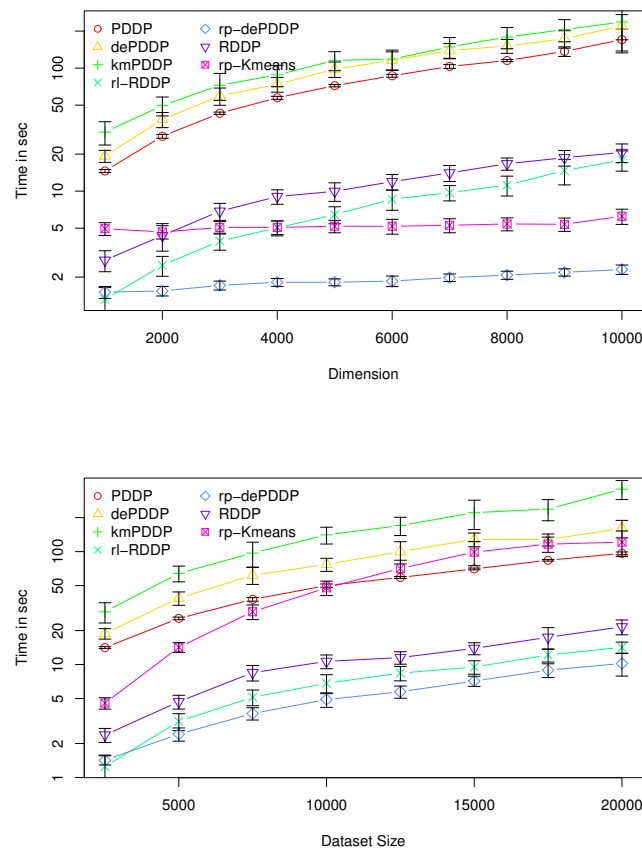 PDDP
dePDDP
kmPDDP
rl−RDDP
rp−dePDDP
RDDP
rp−Kmeans
Time in sec
100
50
20
10
5
2
2000 4000 6000 8000 10000
Dimension
PDDP
dePDDP
kmPDDP
rl−RDDP
rp−dePDDP
RDDP
rp−Kmeans
Time in sec
100
50
20
10
5
2
1
5000 10000 15000 20000
Dataset Size